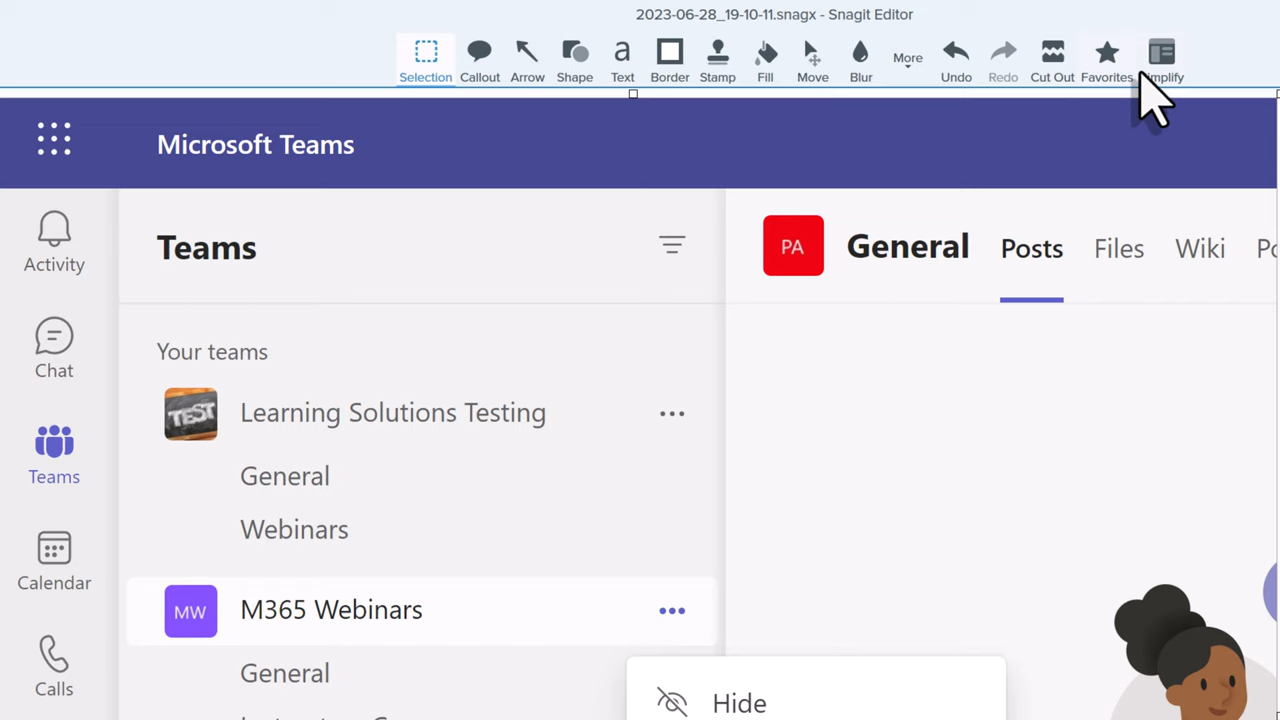 2023-06-28_19-10-11.snagx - Snagit Editor
Selection Callout Arrow Shape Text Border Stamp Fill Move Blur More Undo Redo Cut Out Favorites
a
Microsoft Teams
Activity
Chat
Teams
Calendar
Calls
Teams
Your teams
TEST
Learning Solutions Testing
General
Webinars
MW
M365 Webinars
General
PA
General Posts Files Wiki
Hide